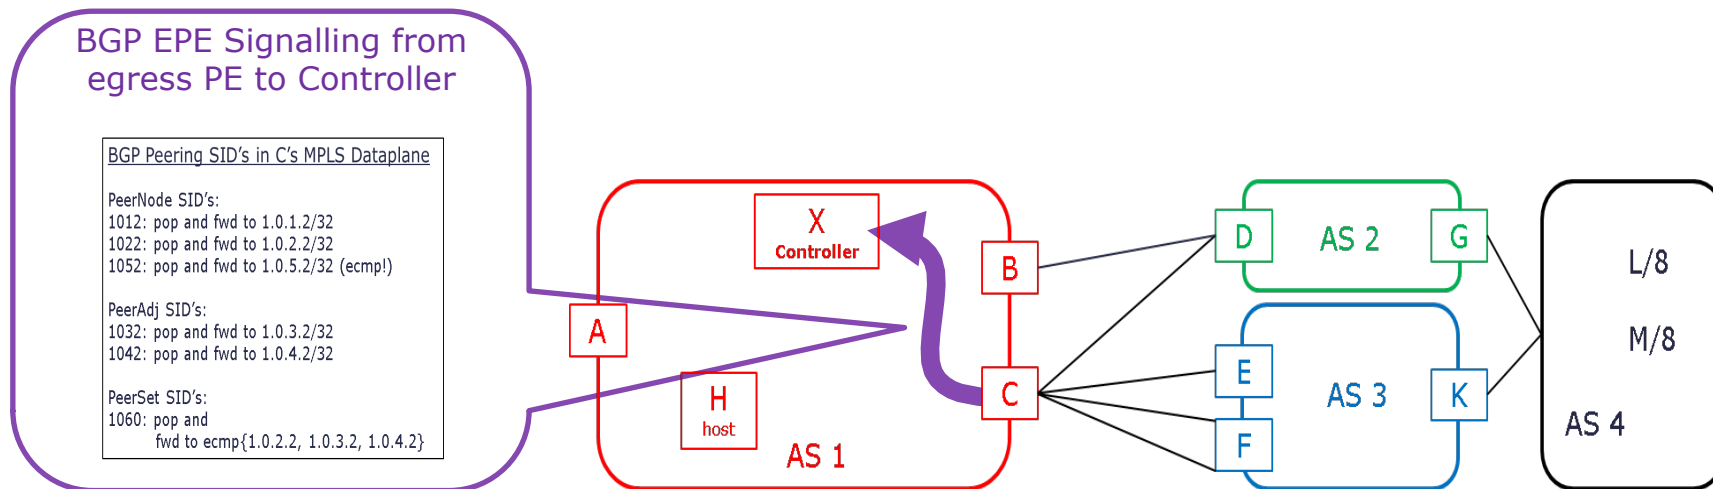 BGP EPE Signalling from
egress PE to Controller
BGP Peering SID's in C's MPLS Dataplane
PeerNode SID's:
1012: pop and fwd to 1.0.1.2/32
1022: pop and fwd to 1.0.2.2/32
1052: pop and fwd to 1.0.5.2/32 (ecmp!)
PeerAdj SID's:
1032: pop and fwd to 1.0.3.2/32
1042: pop and fwd to 1.0.4.2/32
PeerSet SID's:
1060: pop and
fwd to ecmp{1.0.2.2, 1.0.3.2, 1.0.4.2}
X
Controller
A
B
C
H
host
AS 1
D
AS 2
G
E
F
AS 3
K
L/8
M/8
AS 4